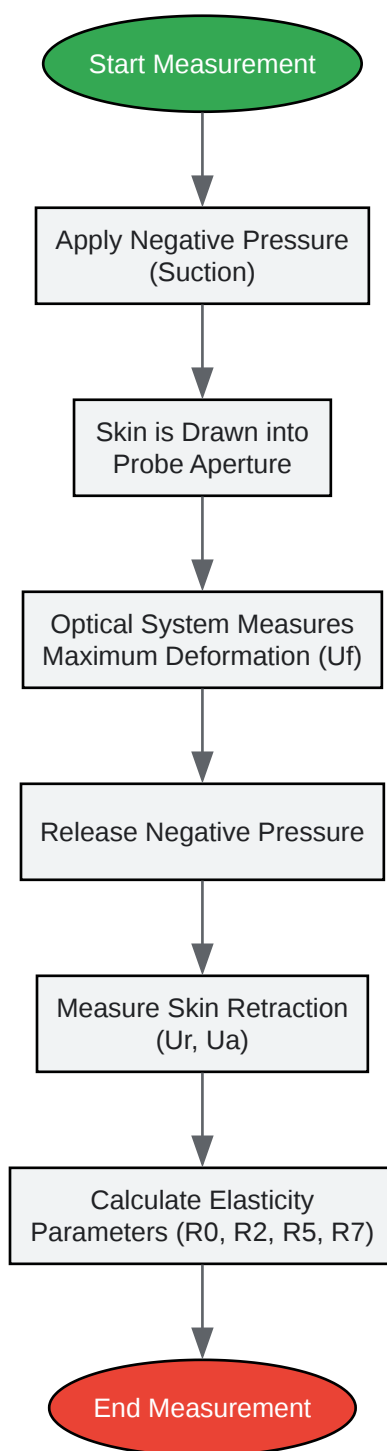 Start Measurement
Apply Negative Pressure
(Suction)
Skin is Drawn into
Probe Aperture
Optical System Measures
Maximum Deformation (Uf)
Release Negative Pressure
Measure Skin Retraction
(Ur, Ua)
Calculate Elasticity
Parameters (R0, R2, R5, R7)
End Measurement